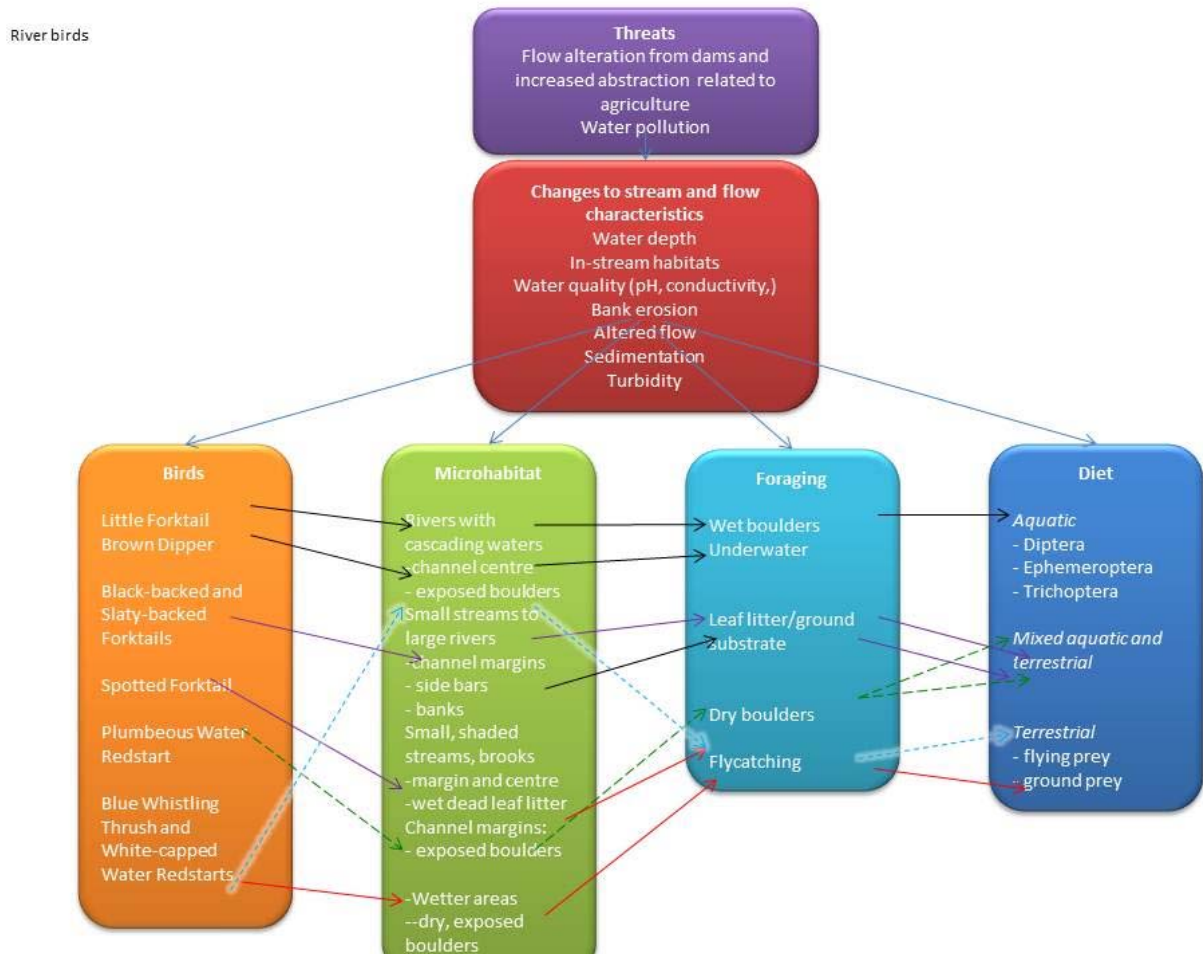 River birds
Threats
Flow alteration from dams and
increased abstraction related to
agriculture
Water pollution
Changes to stream and flow
characteristics
Water depth
In-stream habitats
Water quality (pH, conductivity,)
Bank erosion
Altered flow
Sedimentation
Turbidity
Birds
Little Forktail
Brown Dipper
Black-backed and
Slaty-backed
Forktails
Spotted Forktail
Plumbeous Water
Redstart
Blue Whistling
Thrush and
White-capped
Water Redstarts
Microhabitat
Rivers with
cascading waters
-channel centre
- exposed boulders
Small streams to
large rivers
-channel margins
- side bars
- banks
Small, shaded
streams, brooks
-margin and centre
-wet dead leaf litter
Channel margins:
- exposed boulders
-Wetter areas
--dry, exposed
boulders
Foraging
Wet boulders
Underwater
Leaf litter/ground
substrate
Dry boulders
Flycatching
Diet
Aquatic
- Diptera
- Ephemeroptera
- Trichoptera
Mixed aquatic and
terrestrial
Terrestrial
- flying prey
- ground prey